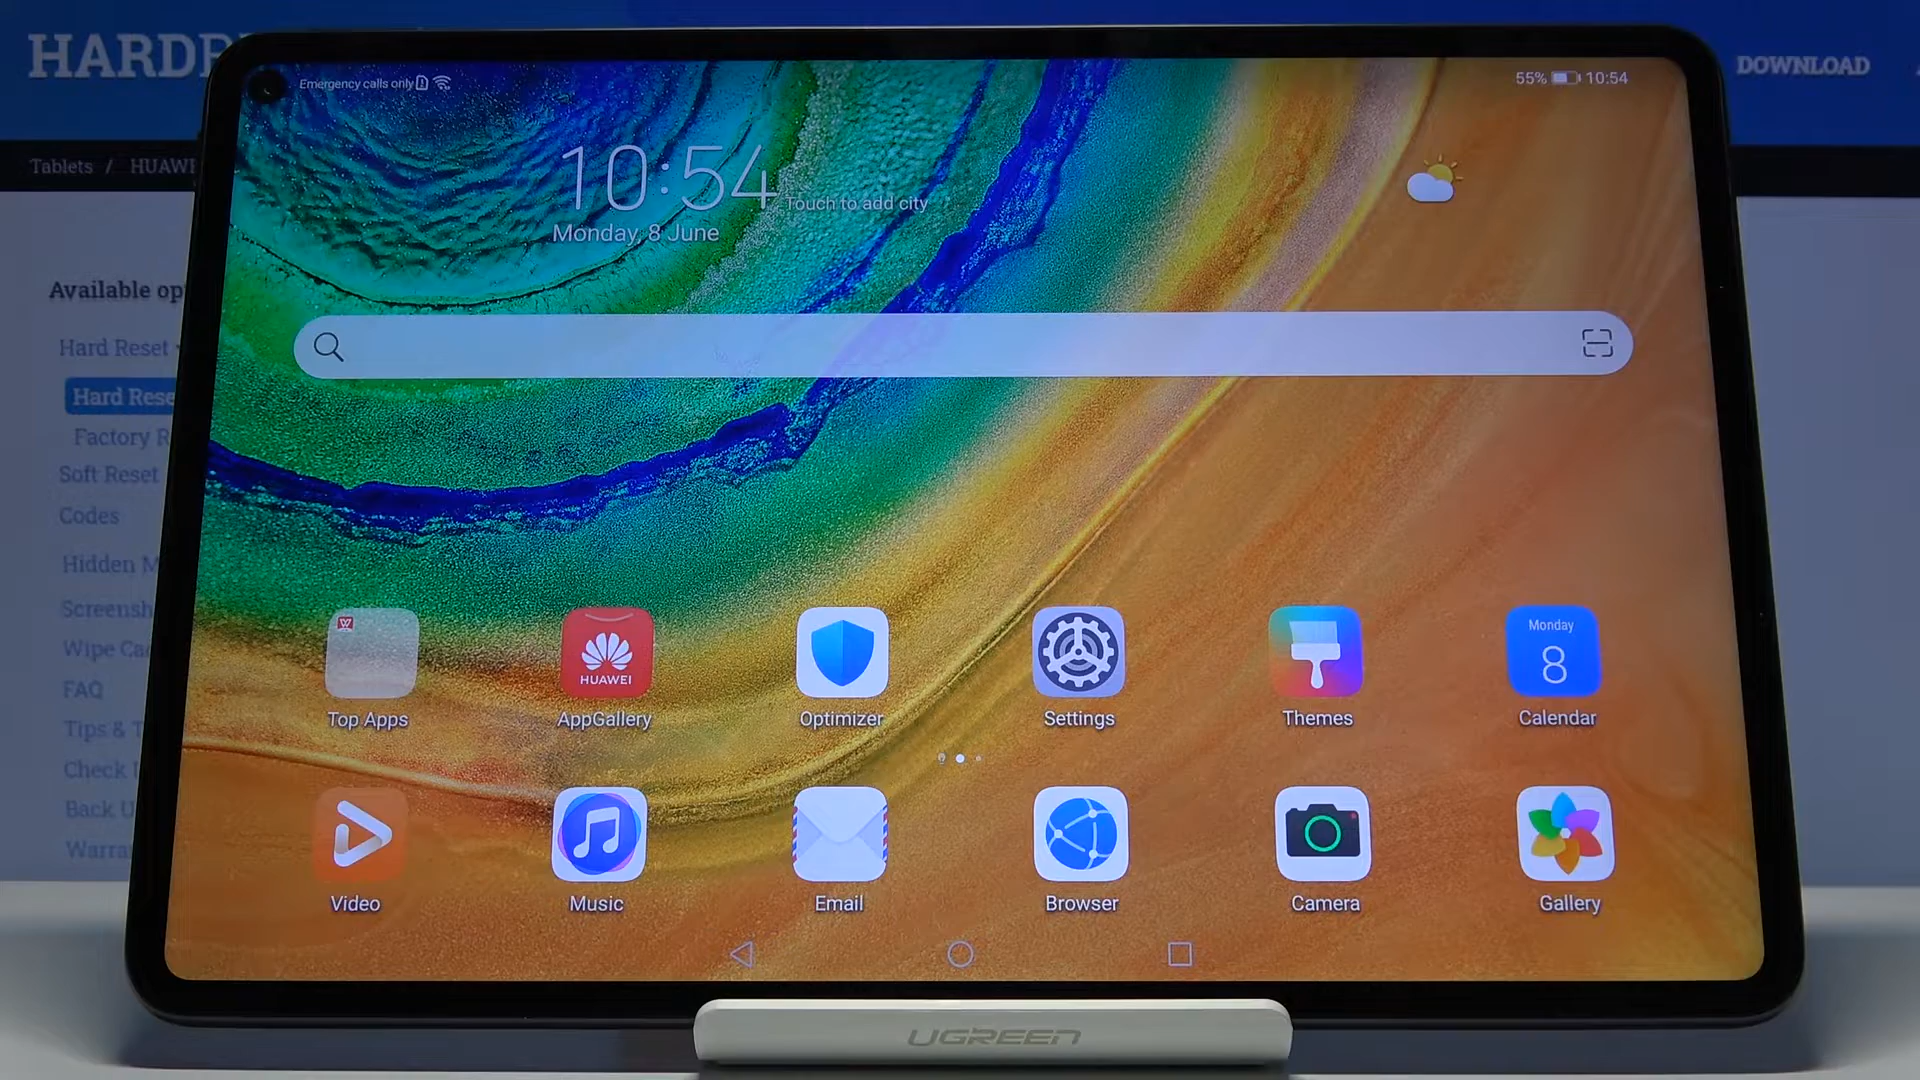 HARDR
DOWNLOAD
Tablets / HUAWE
Emergency calls only
55% 10:54
10:54
Touch to add city
Monday, 8 June
Available op
Hard Reset
Hard Rese
Factory R
Soft Reset
Codes
Hidden M
Screensh
Wipe Cac
FAQ
Tips & T
Check I
Back U
Warran
HUAWEI
Monday
8
Top Apps
AppGallery
Optimizer
Settings
Themes
Calendar
Video
Music
Email
Browser
Camera
Gallery
UGREEN